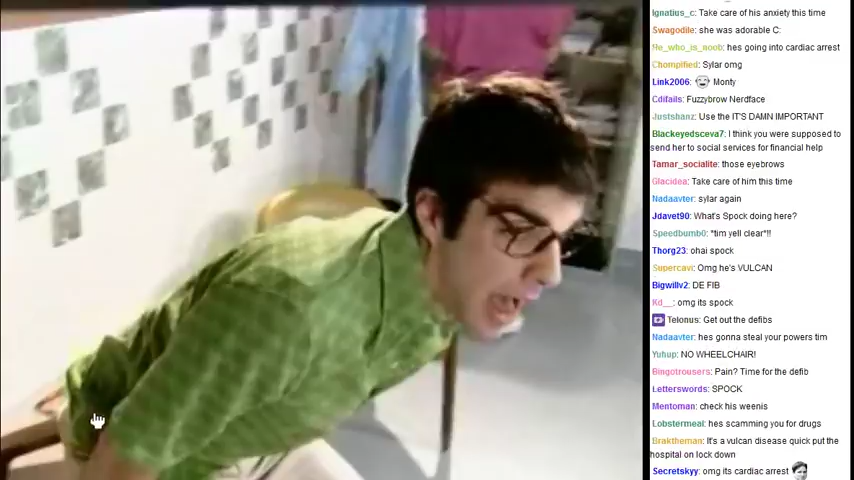 Ignatius_c: Take care of his anxiety this time
Swagodile: she was adorable C:
He_who_is_noob: hes going into cardiac arrest
Chompified: Sylar omg
Link2006: Monty
Cdifails: Fuzzybrow Nerdface
Justshanz: Use the IT'S DAMN IMPORTANT
Blackeyedsceva7: I think you were supposed to
send her to social services for financial help
Tamar_socialite: those eyebrows
Glacidea: Take care of him this time
Nadaavter: sylar again
Jdavet90: What's Spock doing here?
Speedbumb0: *tim yell clear*!!
Thorg23: ohai spock
Supercavi: Omg he's VULCAN
Bigwillv2: DE FIB
Kd__: omg its spock
Telonus: Get out the defibs
Nadaavter: hes gonna steal your powers tim
Yuhup: NO WHEELCHAIR!
Bingotrousers: Pain? Time for the defib
Letterswords: SPOCK
Mentoman: check his weenis
Lobstermeal: hes scamming you for drugs
Braktheman: It's a vulcan disease quick put the
hospital on lock down
Secretskyy: omg its cardiac arrest